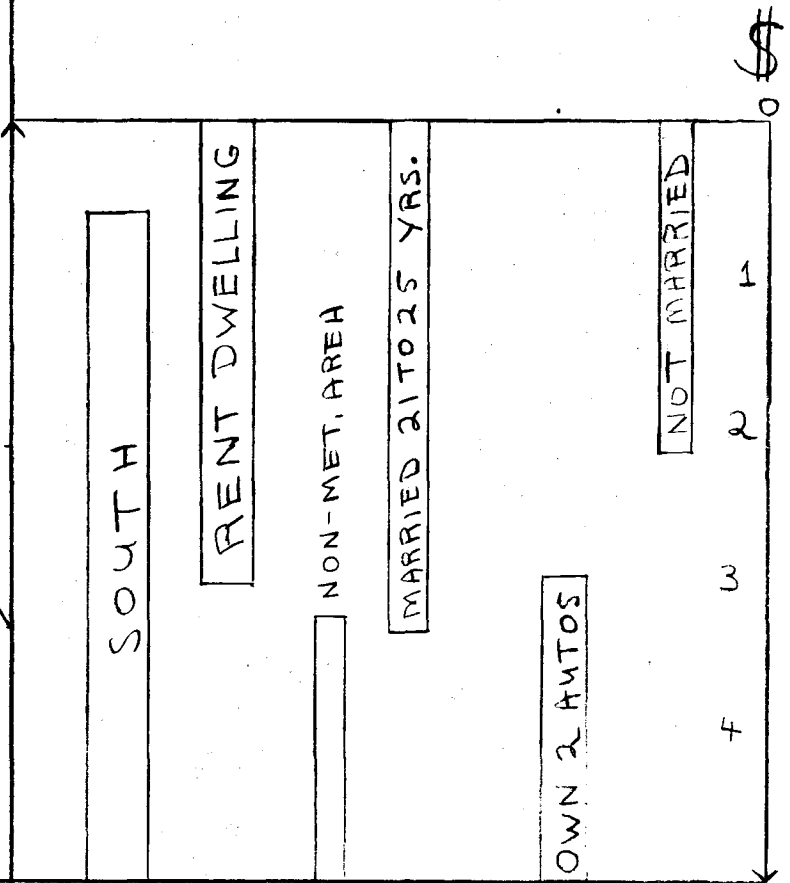 SOUTH
RENT DWELLING
NON-MET. AREH
MARRIED 21 TO 25 YRS.
OWN 2 AUTOS
NOT MARRIED
4 3 2 1 0 $